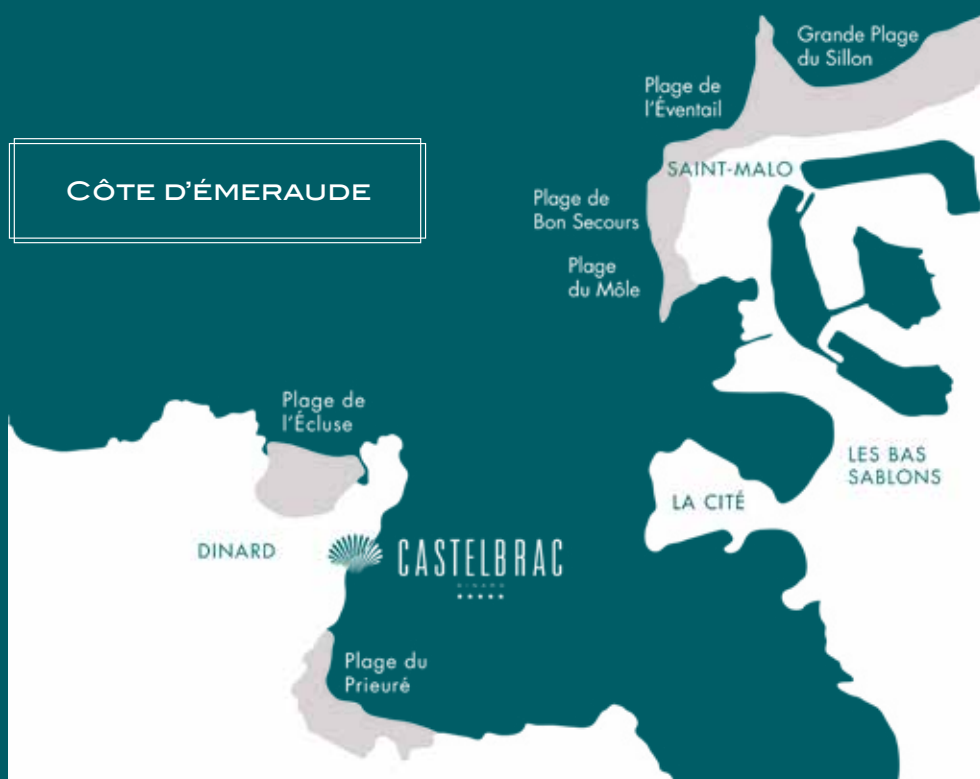 Grande Plage
du Sillon
Plage de
l'Éventail
CÔTE D'ÉMERAUDE
SAINT-MALO
Plage de
Bon Secours
Plage
du Môle
Plage de
l'Écluse
LES BAS
SABLONS
LA CITÉ
DINARD
CASTELBRAC
DINARD
Plage du
Prieuré